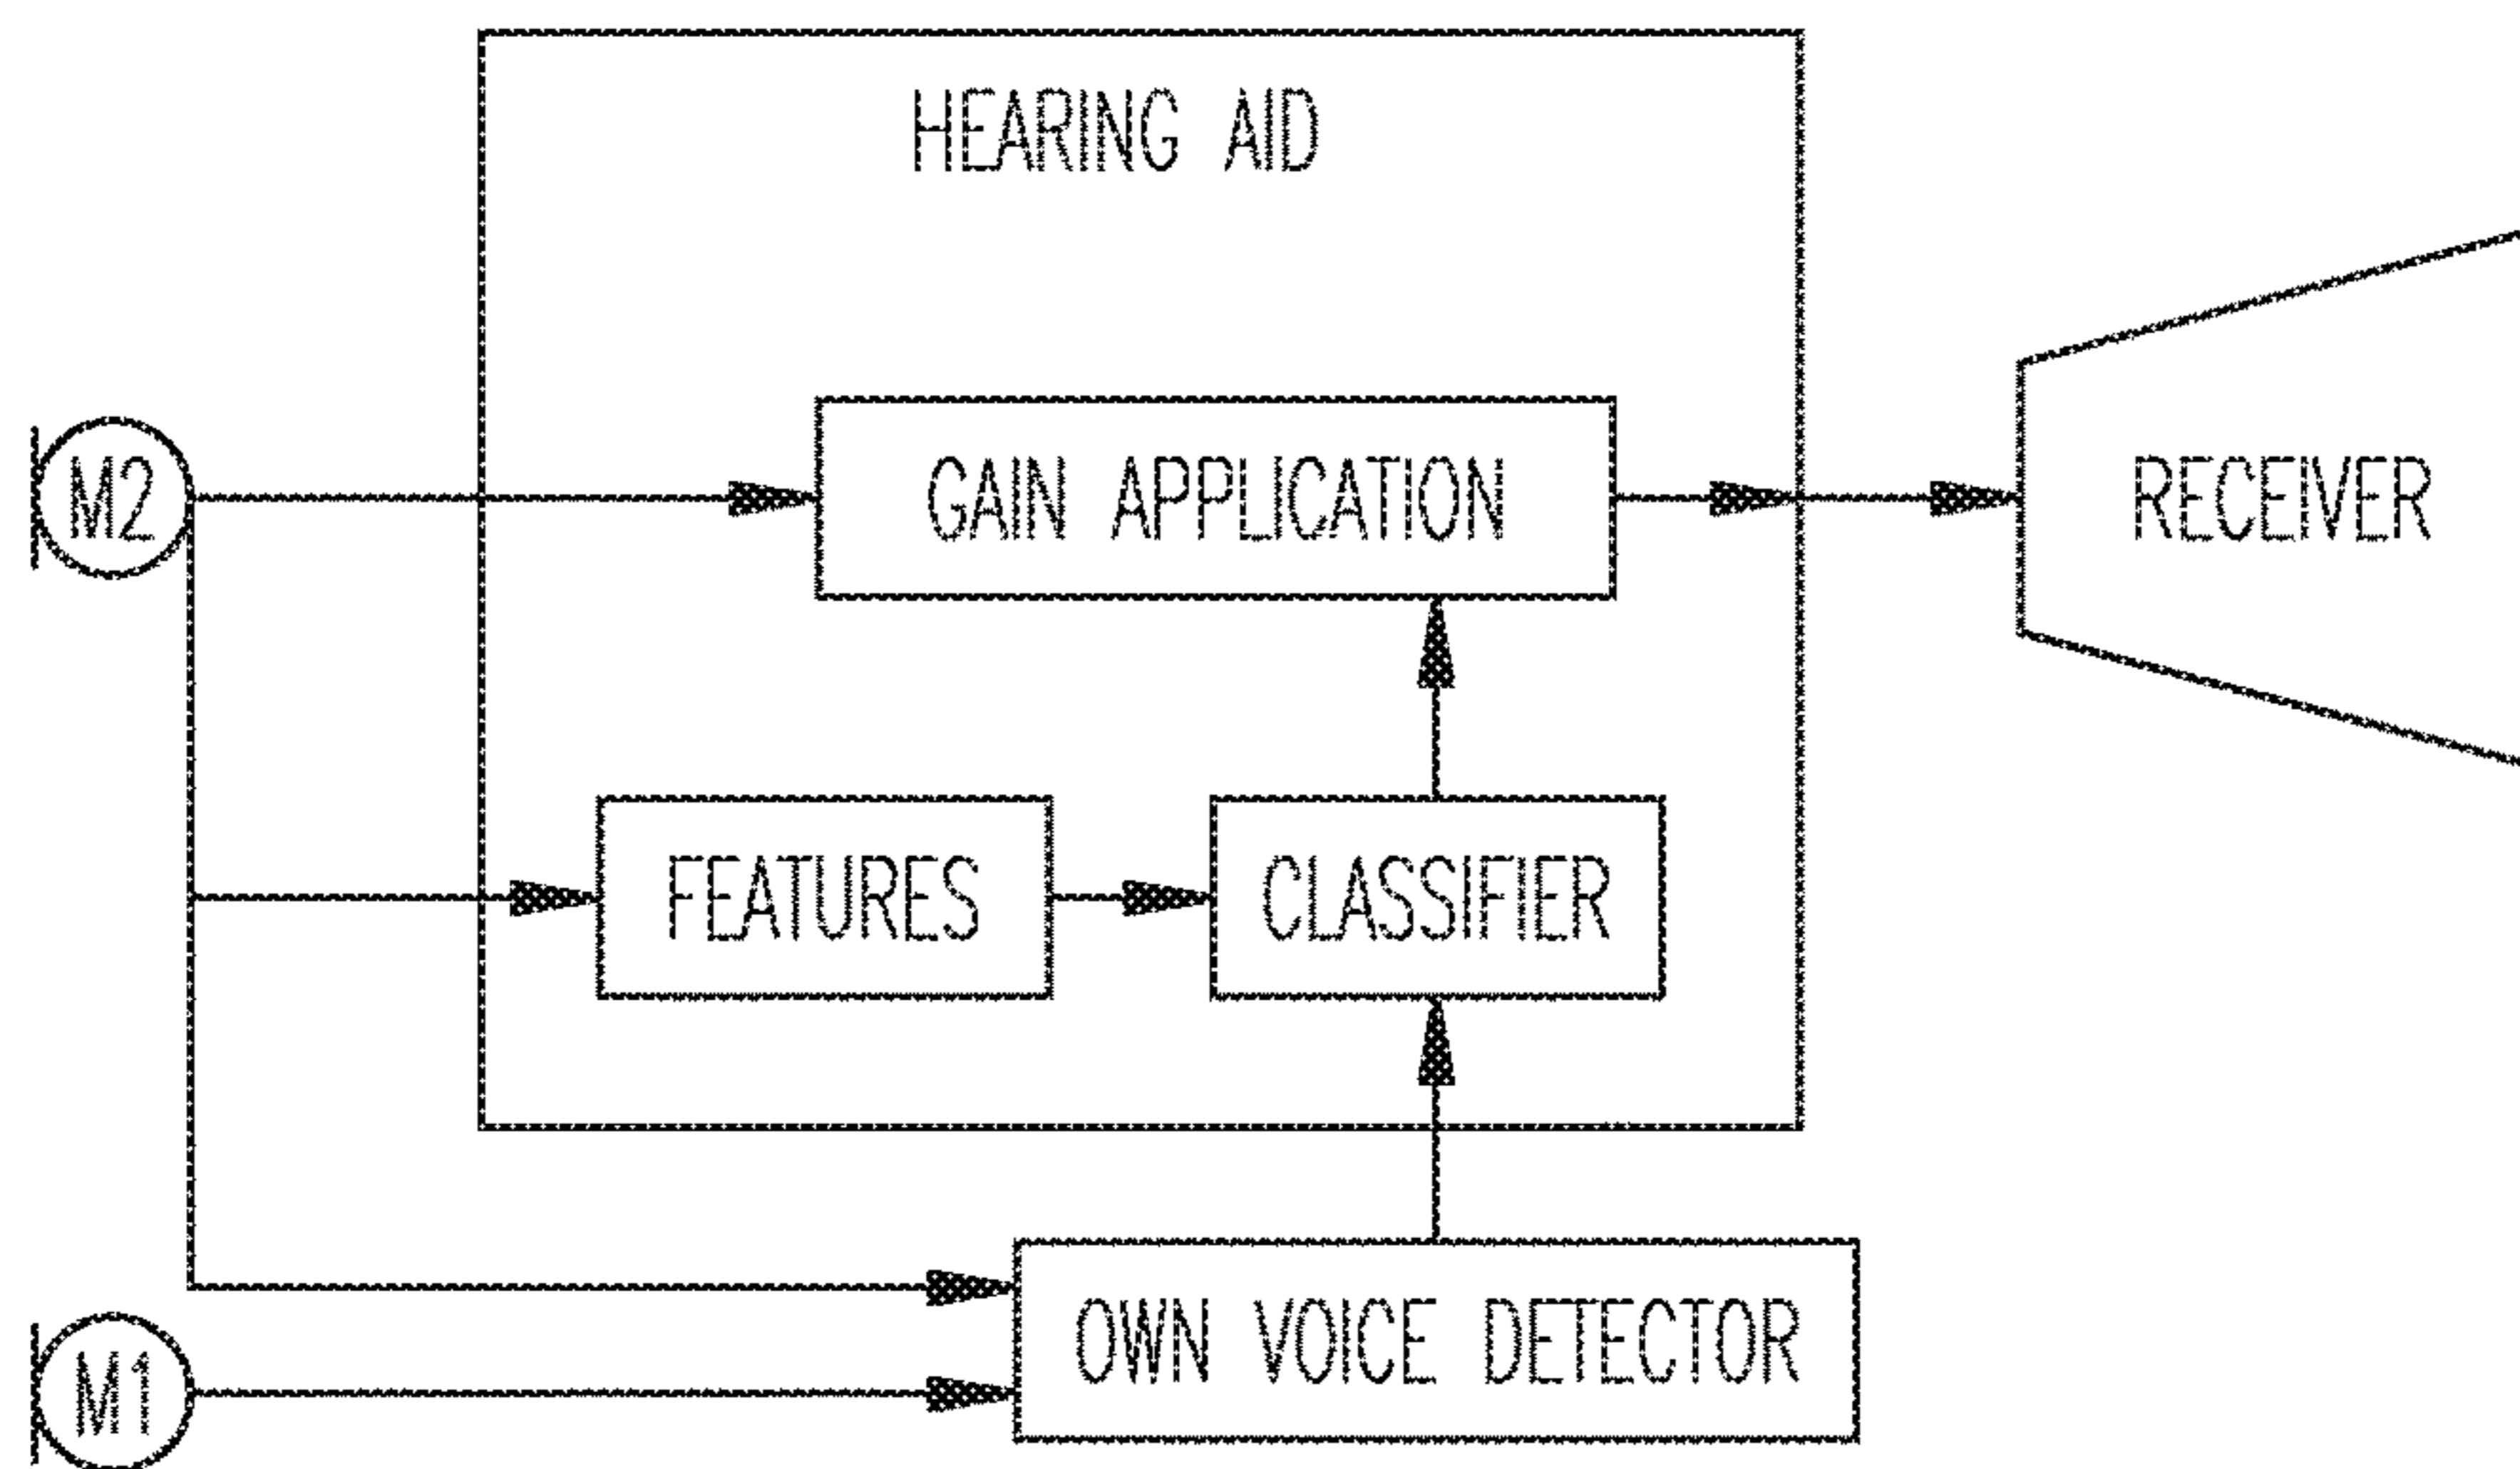 HEARING AID
M2
GAIN APPLICATION
RECEIVER
FEATURES
CLASSIFIER
OWN VOICE DETECTOR
M1